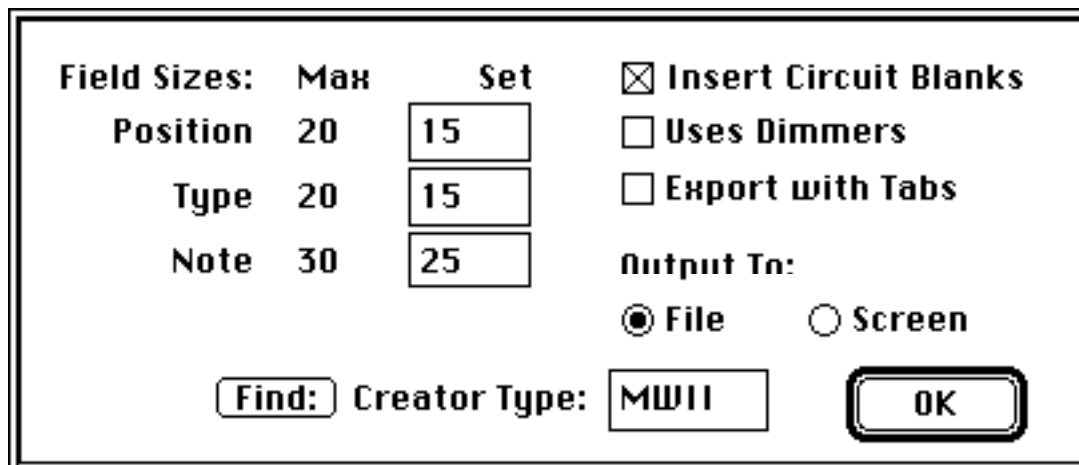 Field Sizes: Max Set
Position 20 15
Type 20 15
Note 30 25
Insert Circuit Blanks
Uses Dimmers
Export with Tabs
Output To:
File Screen
Find: Creator Type: MWII
OK